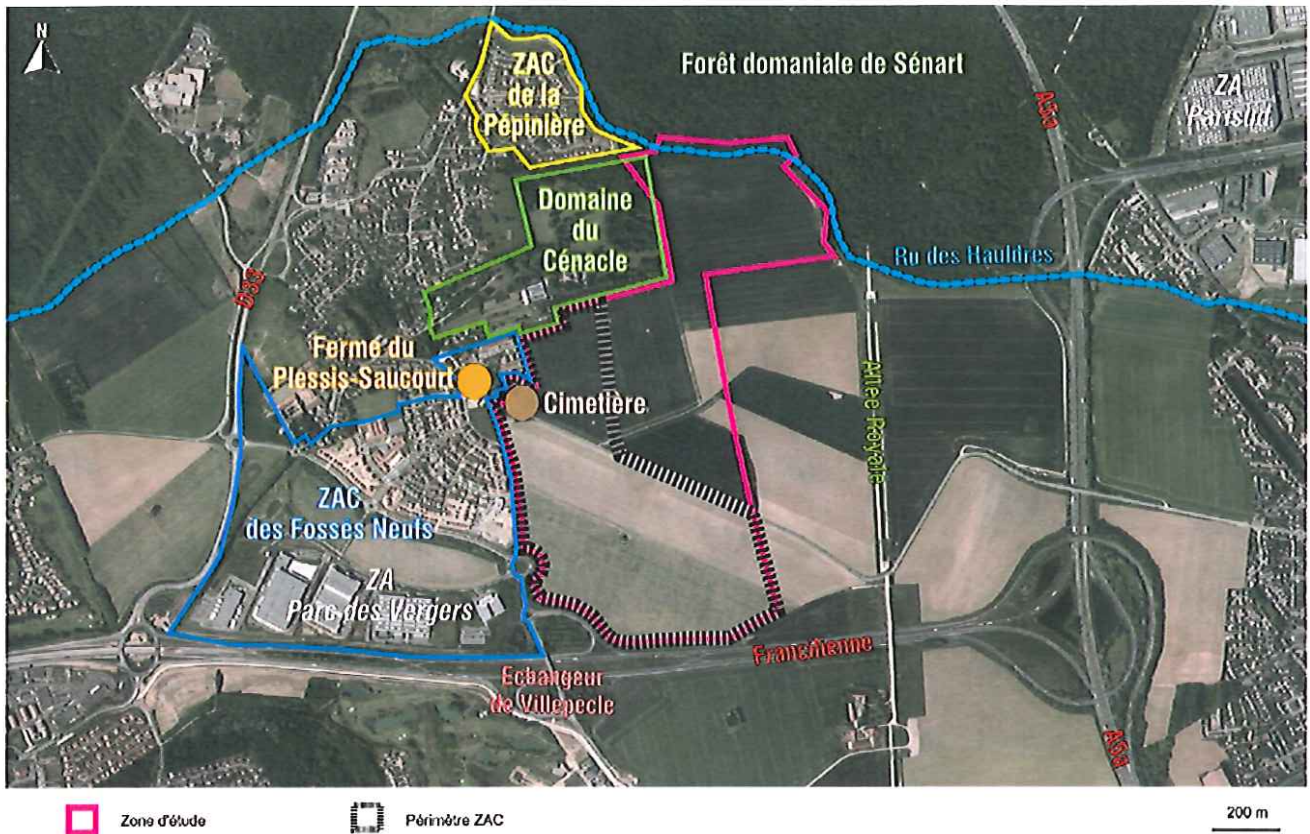 N
ZAC
de la
Pépinière
Forêt domaniale de Sénart
A5a
ZA
Parisud
Domaine
du
Cénacle
Ru des Hauldres
D33
Ferme du
Plessis-Saucourt
Cimetière
Allée Royale
ZAC
des Fossés Neufs
ZA
Parc des Vergers
Francilienne
Echangeur
de Villepècle
A5a
Zone d'étude
Périmètre ZAC
200 m